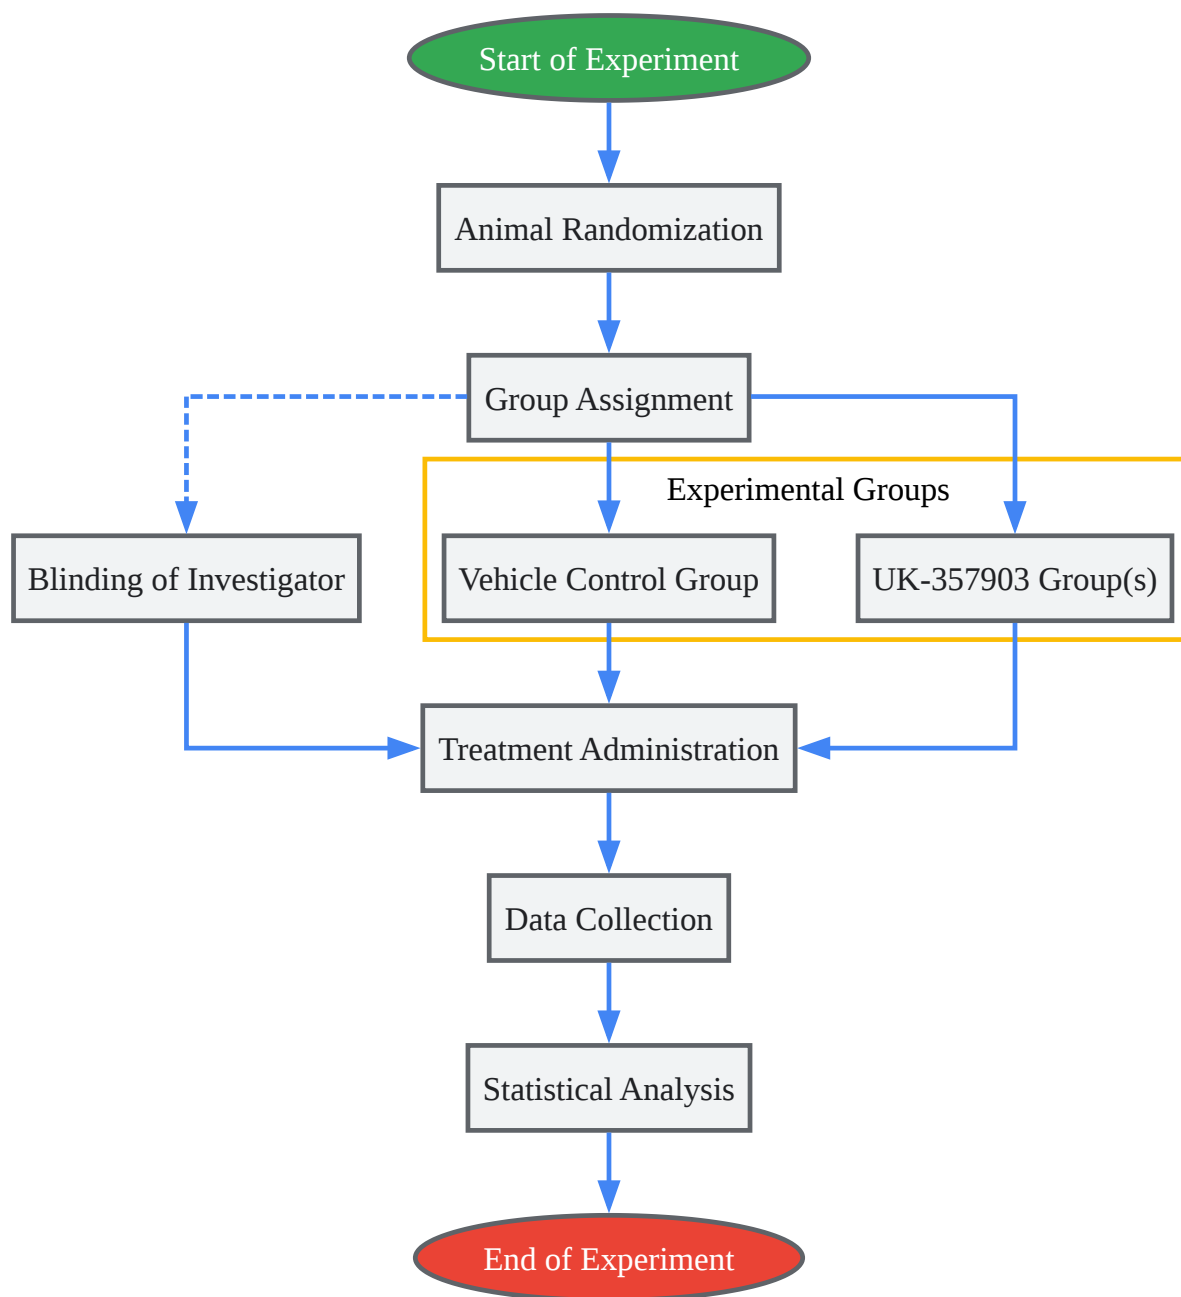 Start of Experiment
Animal Randomization
Group Assignment
Experimental Groups
Blinding of Investigator
Vehicle Control Group
UK-357903 Group(s)
Treatment Administration
Data Collection
Statistical Analysis
End of Experiment